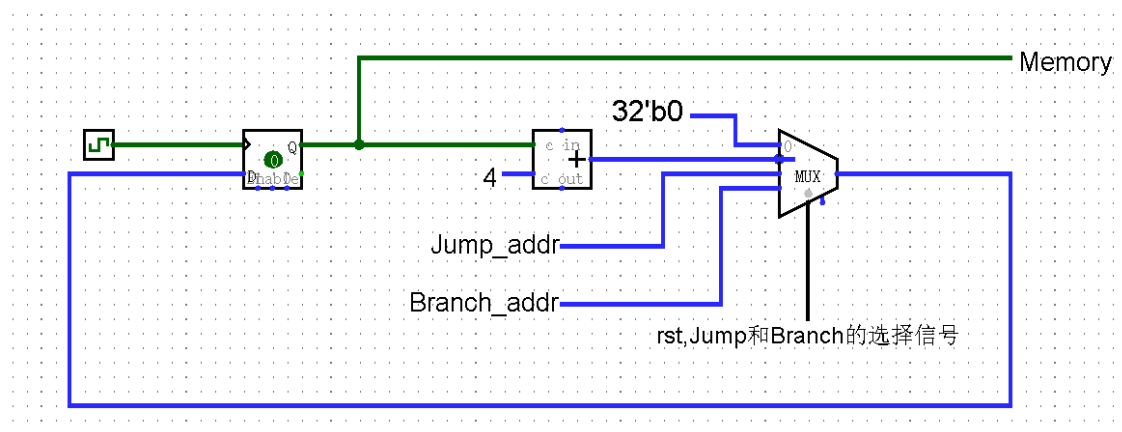 Memory
32'b0
Q
0
c in
+
0
D
4
c out
MUX
Jump_addr
Branch_addr
rst,Jump和Branch的选择信号